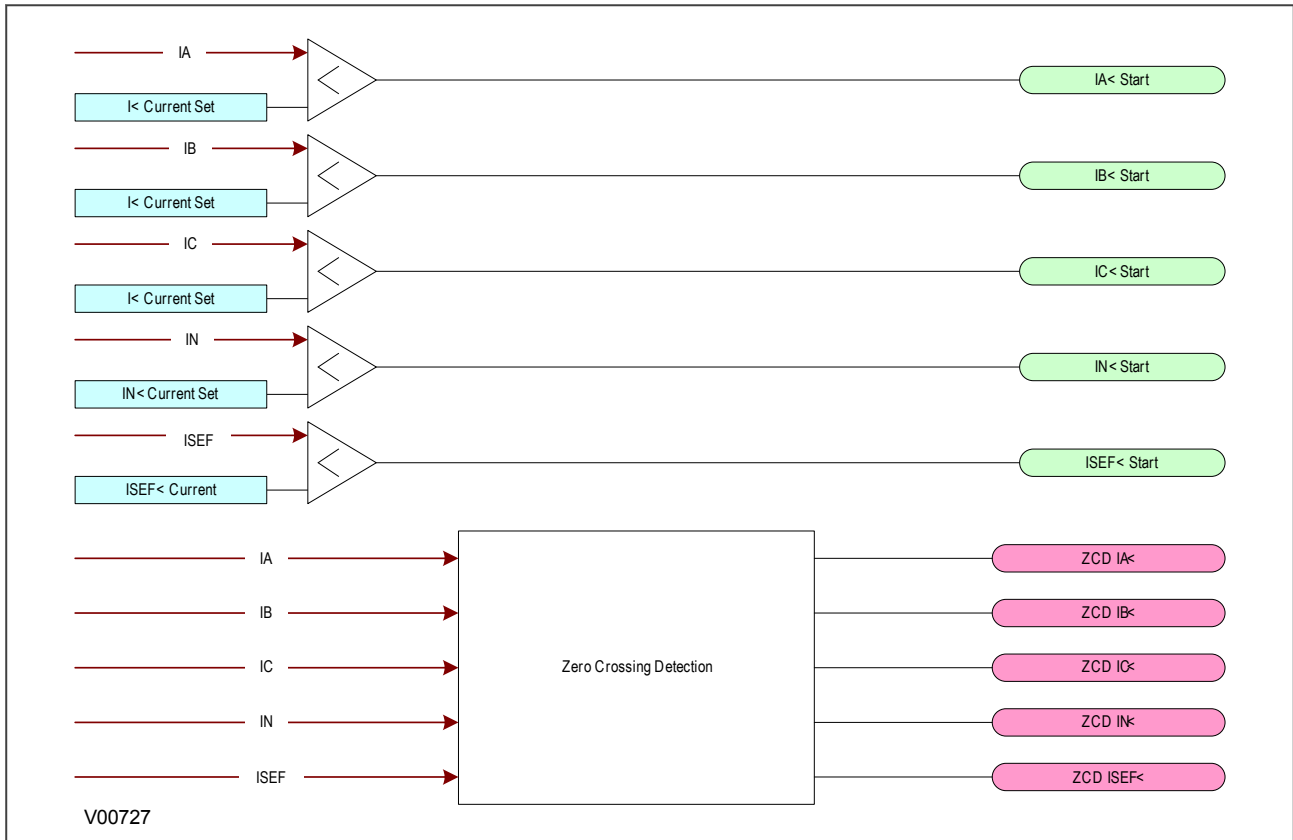 IA
I< Current Set
IA< Start
IB
I< Current Set
IB< Start
IC
I< Current Set
IC< Start
IN
IN< Current Set
IN< Start
ISEF
ISEF< Current
ISEF< Start
IA
IB
IC
IN
ISEF
Zero Crossing Detection
ZCD IA<
ZCD IB<
ZCD IC<
ZCD IN<
ZCD ISEF<
V00727